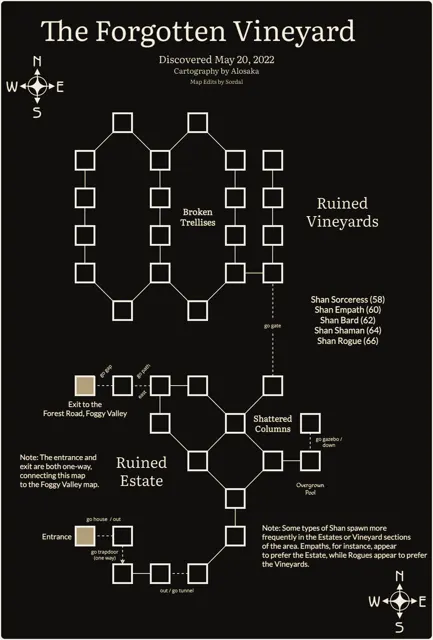 The Forgotten Vineyard
Discovered May 20, 2022
Cartography by Alosaka
Map Edits by Sordal
N
W E
S
Broken
Trellises
Ruined
Vineyards
Shan Sorceress (58)
Shan Empath (60)
Shan Bard (62)
Shan Shaman (64)
Shan Rogue (66)
go gate
go gap
go path
east
Exit to the
Forest Road, Foggy Valley
Shattered
Columns
go gazebo /
down
Note: The entrance and
exit are both one-way,
connecting this map
to the Foggy Valley map.
Ruined
Estate
Overgrown
Pool
go house / out
Entrance
go trapdoor
(one way)
out / go tunnel
Note: Some types of Shan spawn more
frequently in the Estates or Vineyard sections
of the area. Empaths, for instance, appear
to prefer the Estate, while Rogues appear to prefer
the Vineyards.
N
W E
S